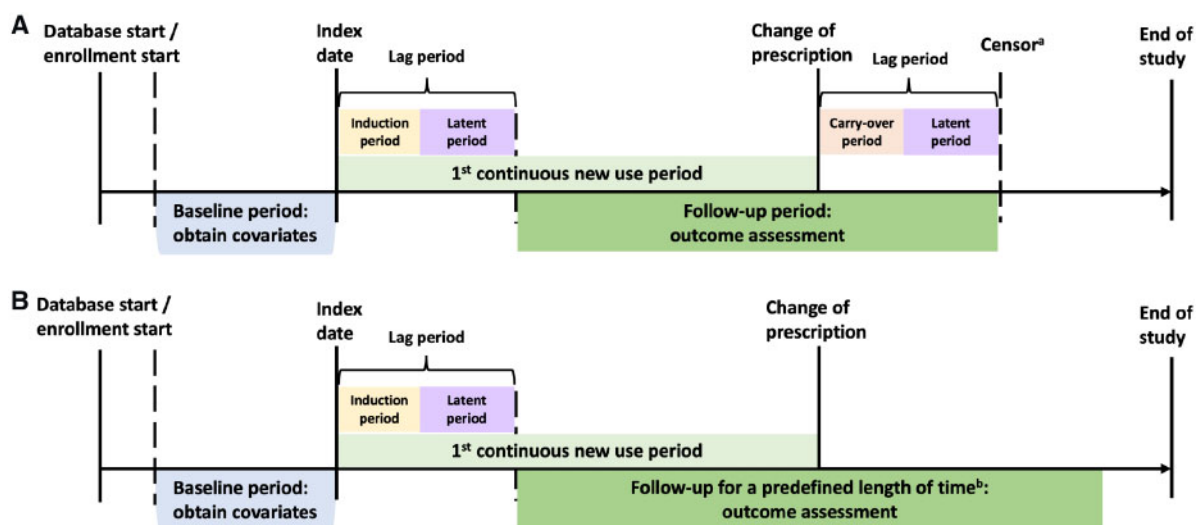 A
Database start /
enrollment start
Index
date
Lag period
Change of
prescription
Lag period
Censorᵃ
End of
study
Induction
period
Latent
period
Carry-over
period
Latent
period
1ˢᵗ continuous new use period
Baseline period:
obtain covariates
Follow-up period:
outcome assessment
B
Database start /
enrollment start
Index
date
Lag period
Change of
prescription
End of
study
Induction
period
Latent
period
1ˢᵗ continuous new use period
Baseline period:
obtain covariates
Follow-up for a predefined length of timeᵇ:
outcome assessment